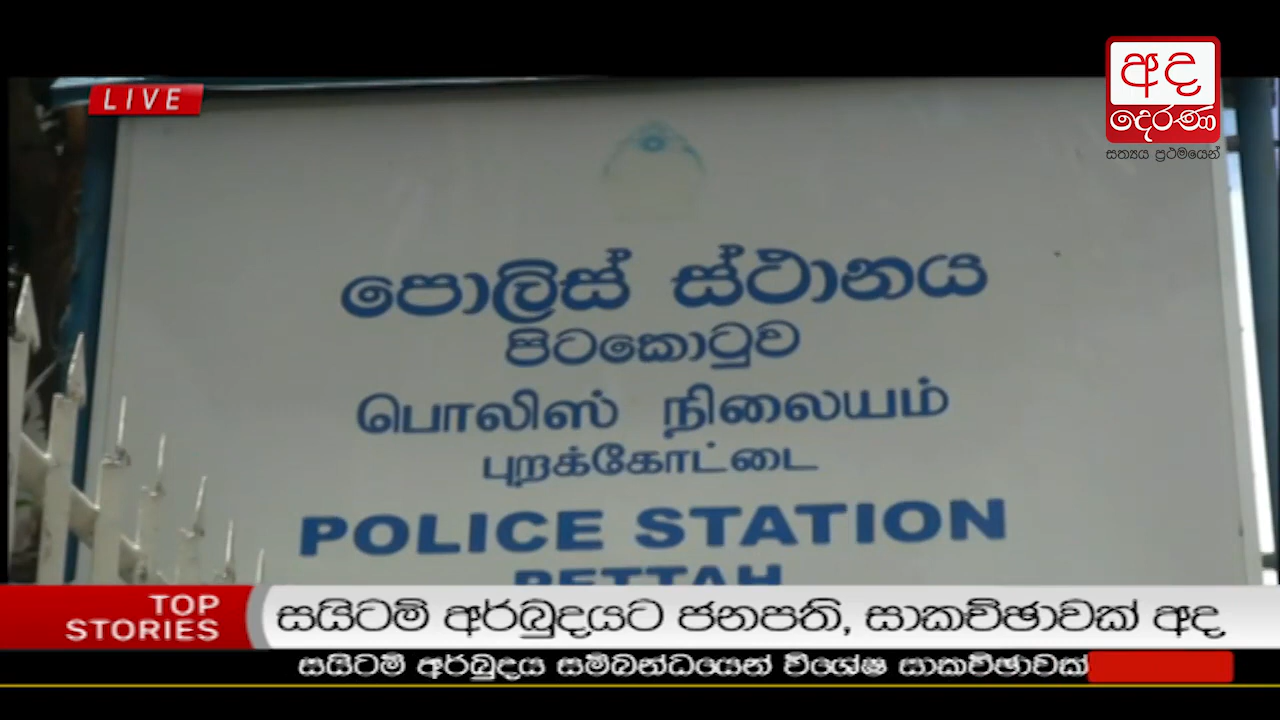 LIVE
අද
දෙරණ
සත්‍යය ප්‍රථමයෙන්
පොලිස් ස්ථානය
පිටකොටුව
பொலிஸ் நிலையம்
புறக்கோட்டை
POLICE STATION
PETTAH
TOP
STORIES
සයිටම් අර්බුදයට ජනපති, සාකච්ඡාවක් අද
සයිටම් අර්බුදය සම්බන්ධයෙන් විශේෂ සාකච්ඡාවක්